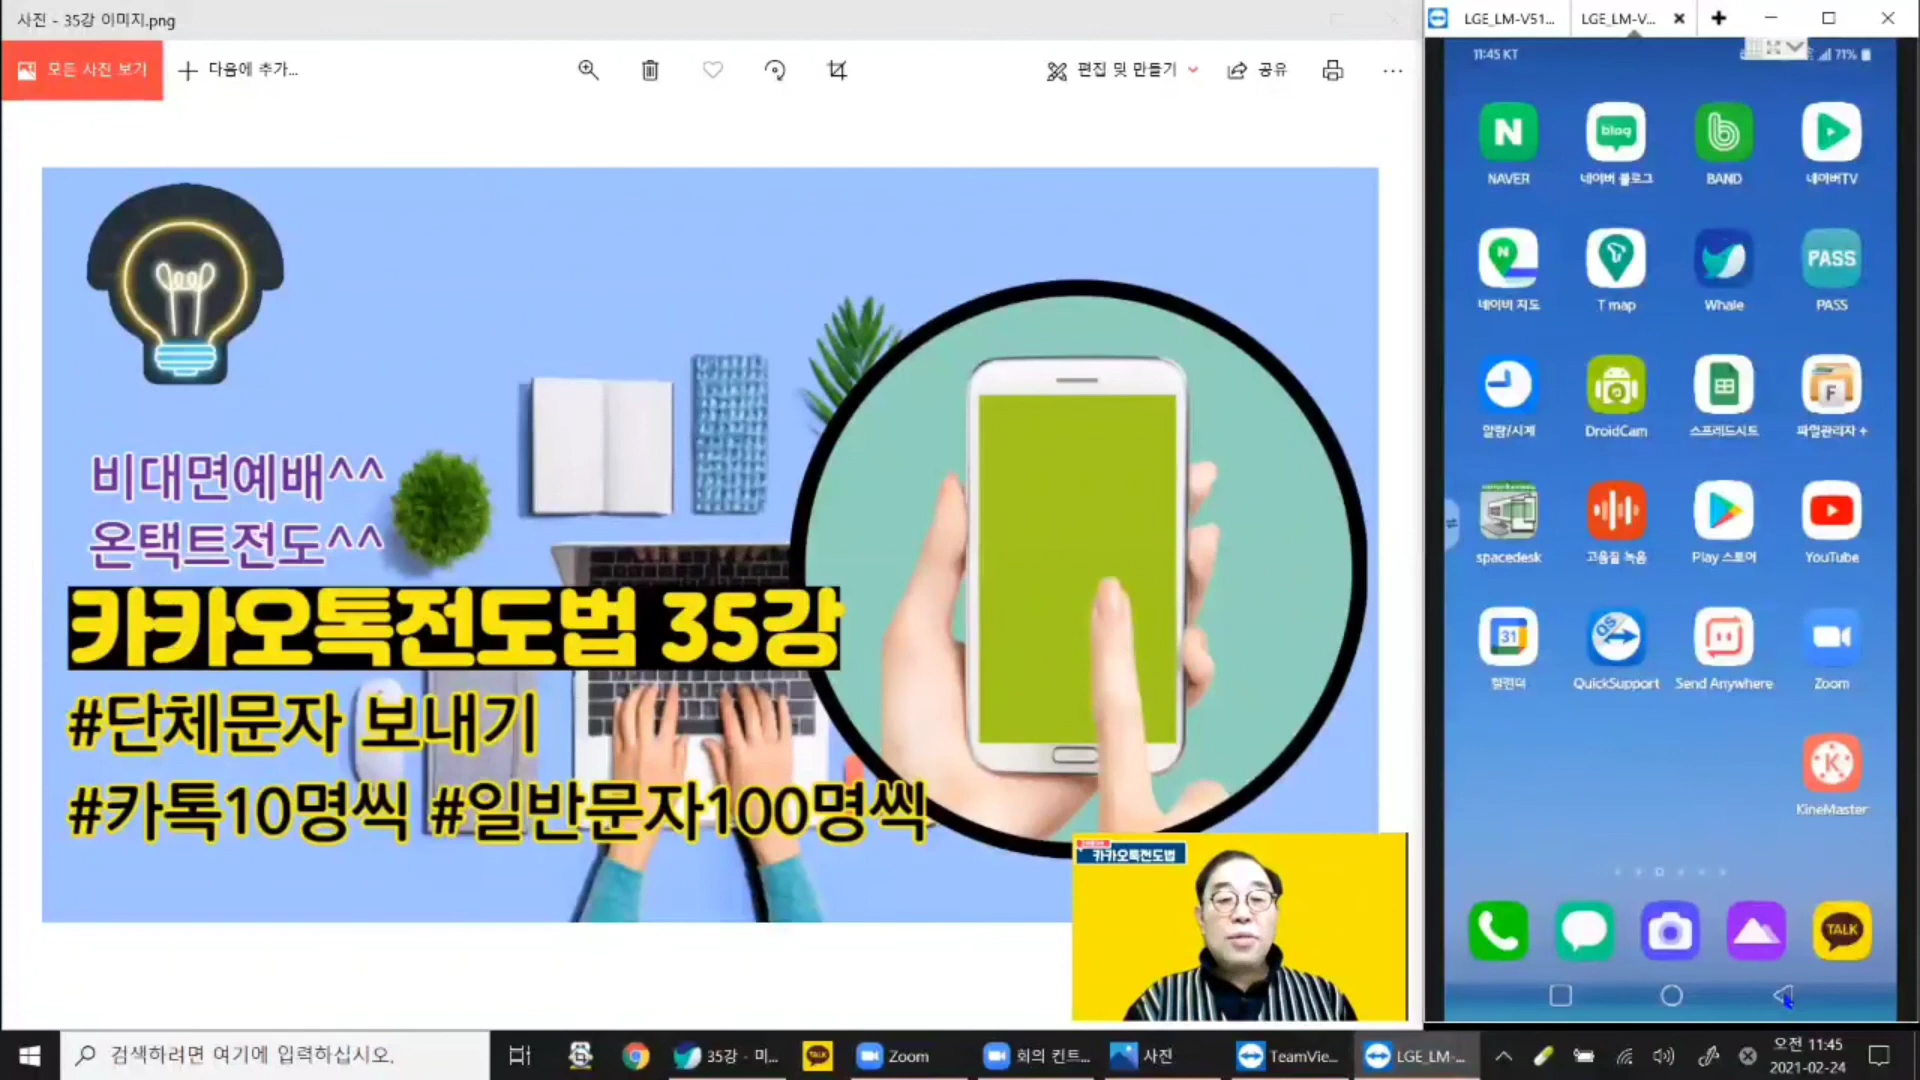 사진 - 35강 이미지.png
모든 사진 보기
다음에 추가...
편집 및 만들기
공유
비대면예배^^
온택트전도^^
카카오톡전도법 35강
#단체문자 보내기
#카톡10명씩 #일반문자100명씩
카카오톡전도법
LGE_LM-V51...
LGE_LM-V...
11:45 KT
71%
N
blog
NAVER
네이버 블로그
BAND
네이버TV
N
PASS
네이버 지도
T map
Whale
PASS
F
알람/시계
DroidCam
스프레드시트
파일관리자 +
spacedesk
고음질 녹음
Play 스토어
YouTube
31
QS
캘린더
QuickSupport
Send Anywhere
Zoom
K
KineMaster
TALK
검색하려면 여기에 입력하십시오.
35강 - 미...
TALK
Zoom
회의 컨트...
사진
TeamVie...
LGE_LM-...
오전 11:45
2021-02-24